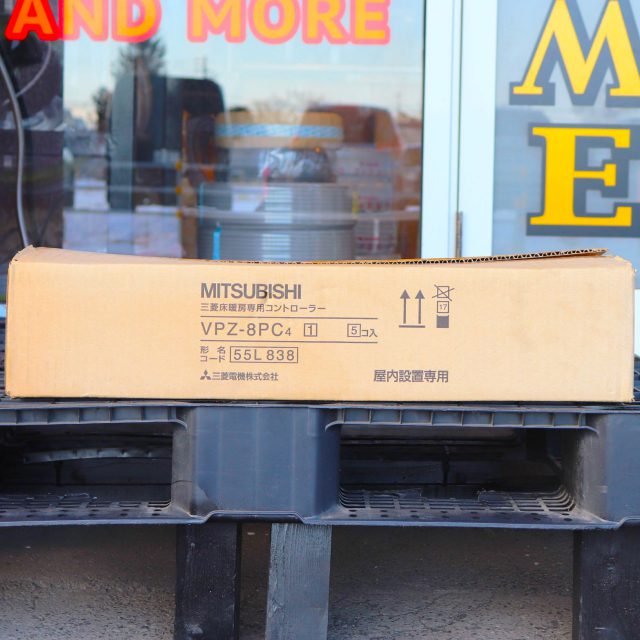 AND MORE
M
E
MITSUBISHI
三菱床暖房専用コントローラー
VPZ-8PC4 1 5コ入
形名コード 55L838
三菱電機株式会社
屋内設置専用
17